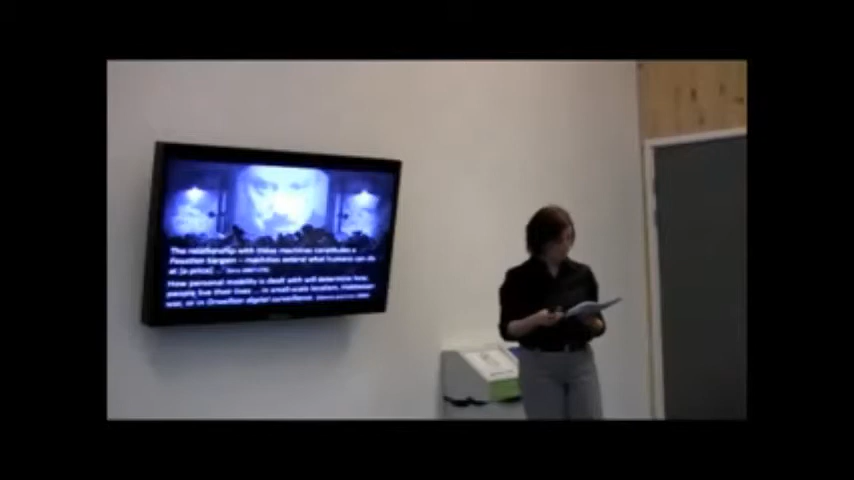 The relationship with these machines constitutes a
Faustian bargain – machines extend what humans can do
at [a price]
How personal mobility is dealt with will determine how
people live their lives ... in small-scale localism, Hobbesian
war, or in Orwellian digital surveillance.